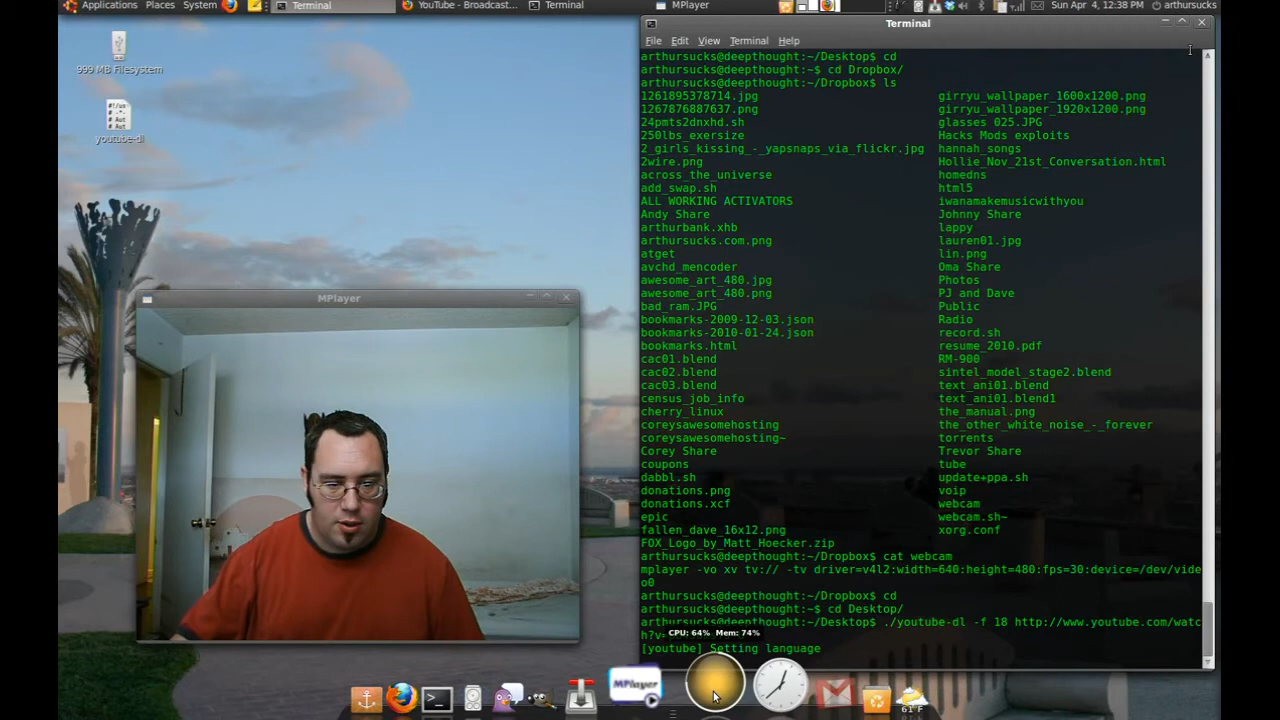 Applications Places System Terminal YouTube - Broadcast... Terminal MPlayer Sun Apr 4, 12:38 PM arthursucks
999 MB Filesystem
#!/us
# -*-
# Aut
# Aut
youtube-dl
MPlayer
Terminal
File Edit View Terminal Help
arthursucks@deepthought:~/Desktop$ cd
arthursucks@deepthought:~$ cd Dropbox/
arthursucks@deepthought:~/Dropbox$ ls
1261895378714.jpg girryu_wallpaper_1600x1200.png
1267876887637.png girryu_wallpaper_1920x1200.png
24pmts2dnxhd.sh glasses 025.JPG
250lbs_exersize Hacks Mods exploits
2_girls_kissing_-_yapsnaps_via_flickr.jpg hannah_songs
2wire.png Hollie_Nov_21st_Conversation.html
across_the_universe homedns
add_swap.sh html5
ALL WORKING ACTIVATORS iwanamakemusicwithyou
Andy Share Johnny Share
arthurbank.xhb lappy
arthursucks.com.png lauren01.jpg
atget lin.png
avchd_mencoder Oma Share
awesome_art_480.jpg Photos
awesome_art_480.png PJ and Dave
bad_ram.JPG Public
bookmarks-2009-12-03.json Radio
bookmarks-2010-01-24.json record.sh
bookmarks.html resume_2010.pdf
cac01.blend RM-900
cac02.blend sintel_model_stage2.blend
cac03.blend text_ani01.blend
census_job_info text_ani01.blend1
cherry_linux the_manual.png
coreysawesomehosting the_other_white_noise_-_forever
coreysawesomehosting~ torrents
Corey Share Trevor Share
coupons tube
dabbl.sh update+ppa.sh
donations.png voip
donations.xcf webcam
epic webcam.sh~
fallen_dave_16x12.png xorg.conf
FOX_Logo_by_Matt_Hoecker.zip
arthursucks@deepthought:~/Dropbox$ cat webcam
mplayer -vo xv tv:// -tv driver=v4l2:width=640:height=480:fps=30:device=/dev/vide
o0
arthursucks@deepthought:~/Dropbox$ cd
arthursucks@deepthought:~$ cd Desktop/
arthursucks@deepthought:~/Desktop$ ./youtube-dl -f 18 http://www.youtube.com/watc
h?v=
CPU: 64% Mem: 74%
[youtube] Setting language
MPlayer
61°F